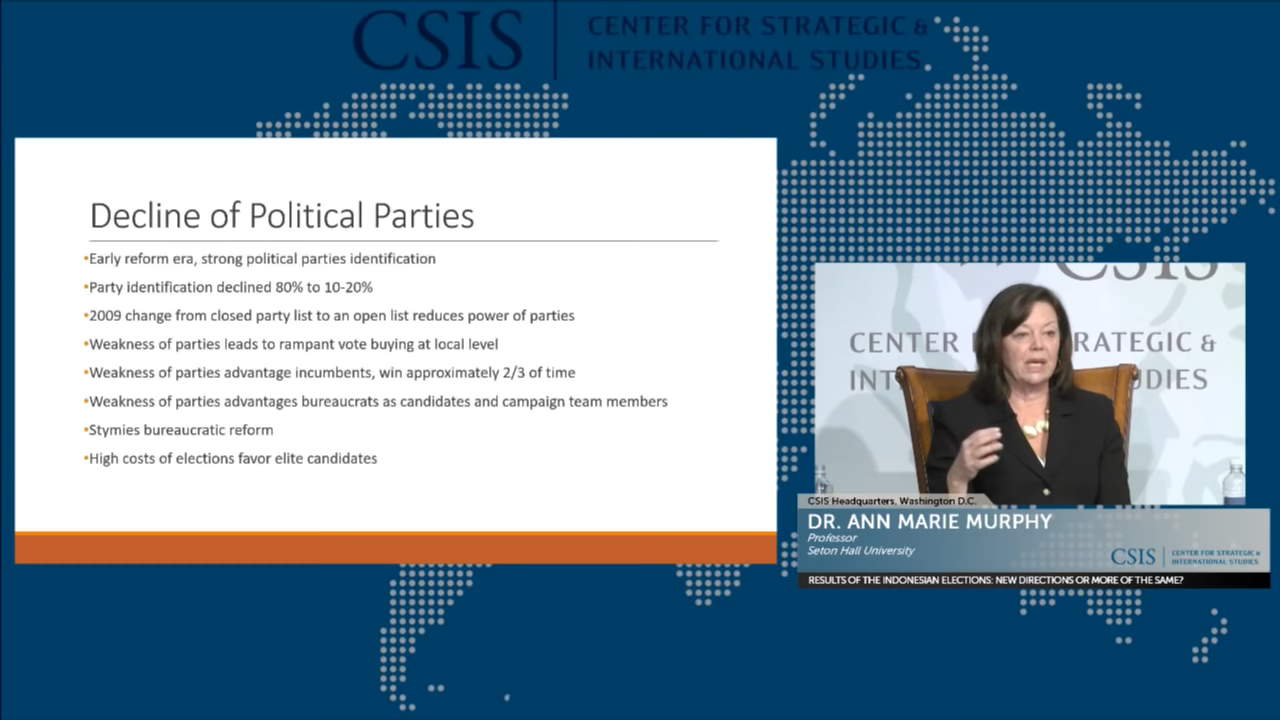 CSIS
CENTER FOR STRATEGIC &
INTERNATIONAL STUDIES
Decline of Political Parties
•Early reform era, strong political parties identification
•Party identification declined 80% to 10-20%
•2009 change from closed party list to an open list reduces power of parties
•Weakness of parties leads to rampant vote buying at local level
•Weakness of parties advantage incumbents, win approximately 2/3 of time
•Weakness of parties advantages bureaucrats as candidates and campaign team members
•Stymies bureaucratic reform
•High costs of elections favor elite candidates
CSIS
CENTER RATEGIC &
INT UDIES
CSIS Headquarters, Washington D.C.
DR. ANN MARIE MURPHY
Professor
Seton Hall University
CSIS
CENTER FOR STRATEGIC &
INTERNATIONAL STUDIES
RESULTS OF THE INDONESIAN ELECTIONS: NEW DIRECTIONS OR MORE OF THE SAME?